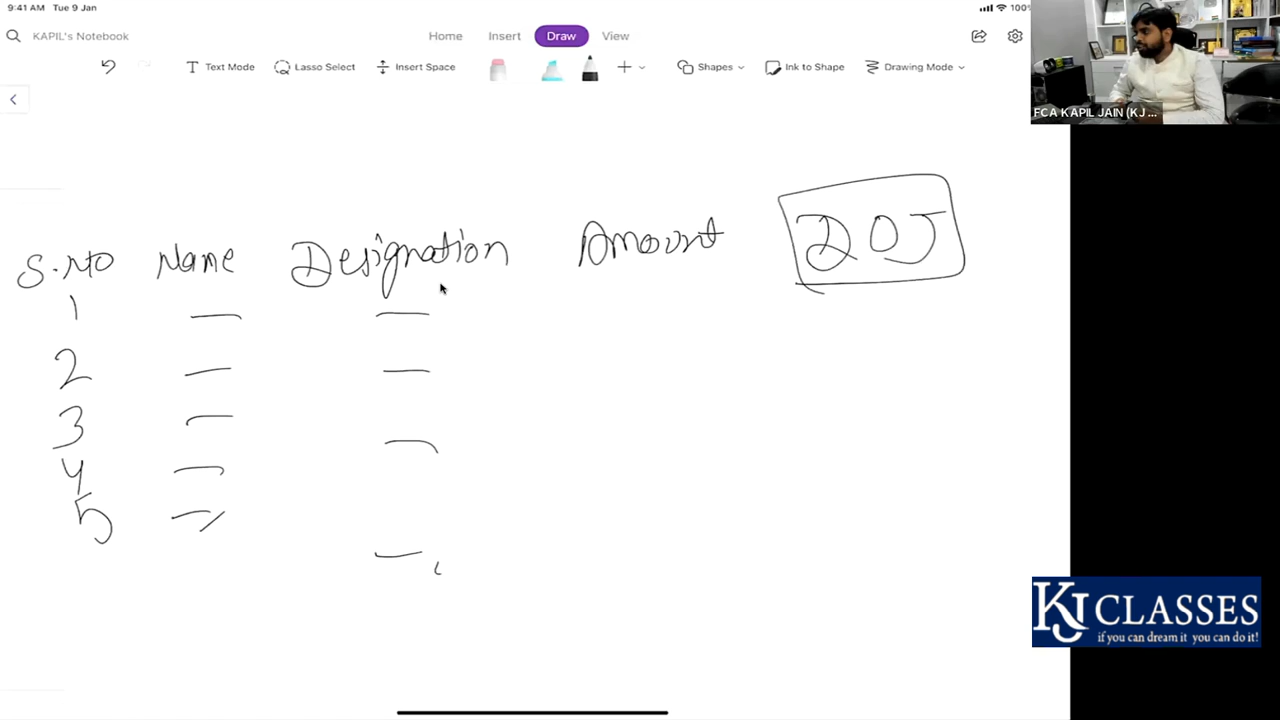 9:41 AM Tue 9 Jan
100%
KAPIL's Notebook
Home Insert Draw View
Text Mode Lasso Select Insert Space Shapes Ink to Shape Drawing Mode
FCA KAPIL JAIN (KJ ...
S.No Name Designation Amount DOJ
1
2
3
4
5
KJ CLASSES
if you can dream it you can do it!